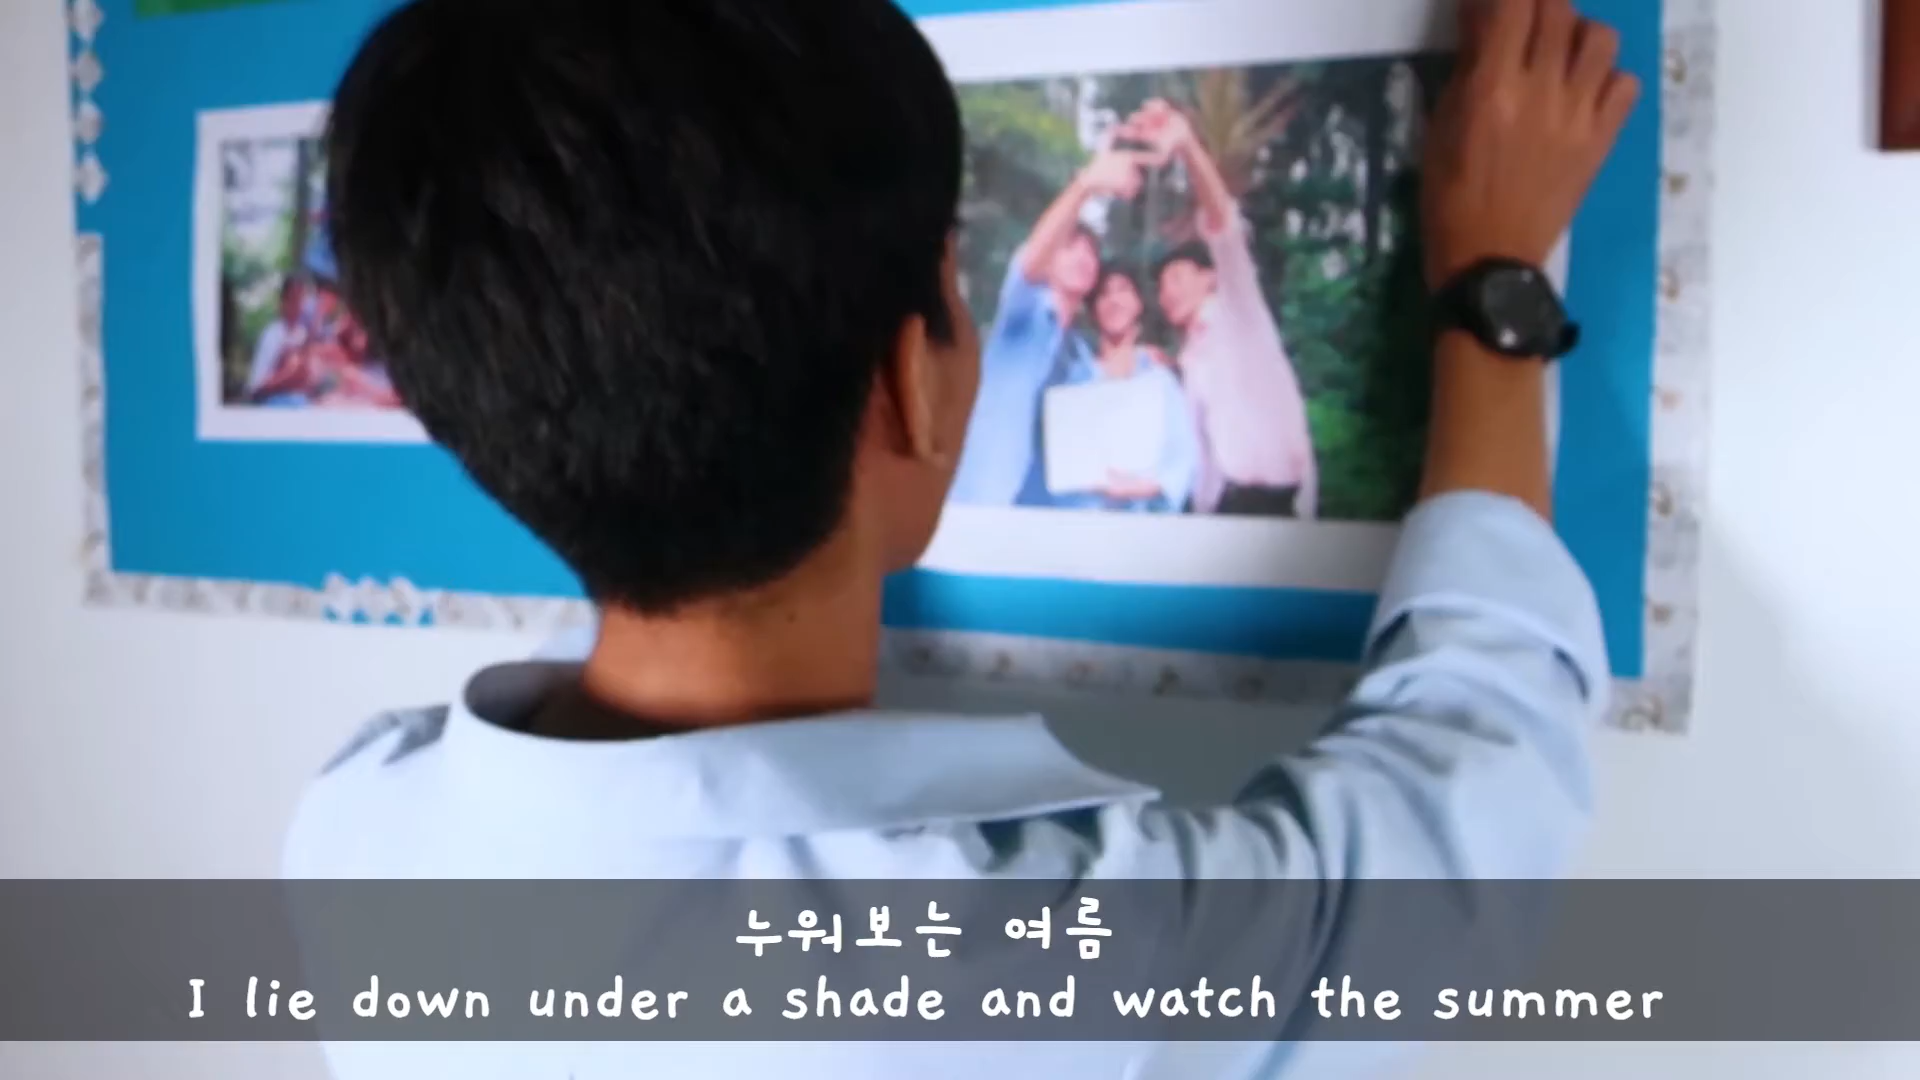 누워보는 여름
I lie down under a shade and watch the summer